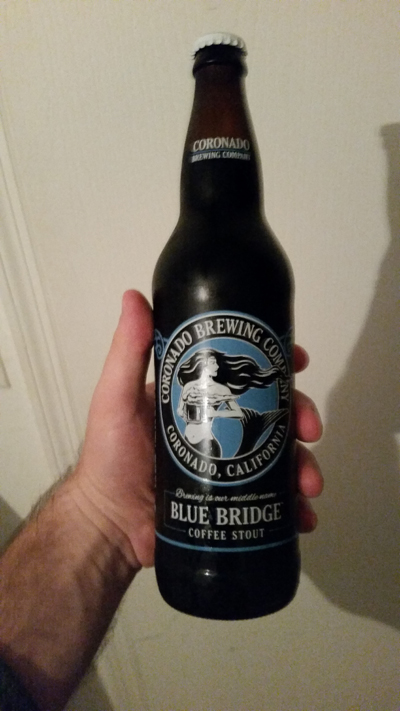 CORONADO
BREWING COMPANY
CORONADO BREWING COMPANY
CORONADO, CALIFORNIA
Brewing is our middle name
BLUE BRIDGE
COFFEE STOUT